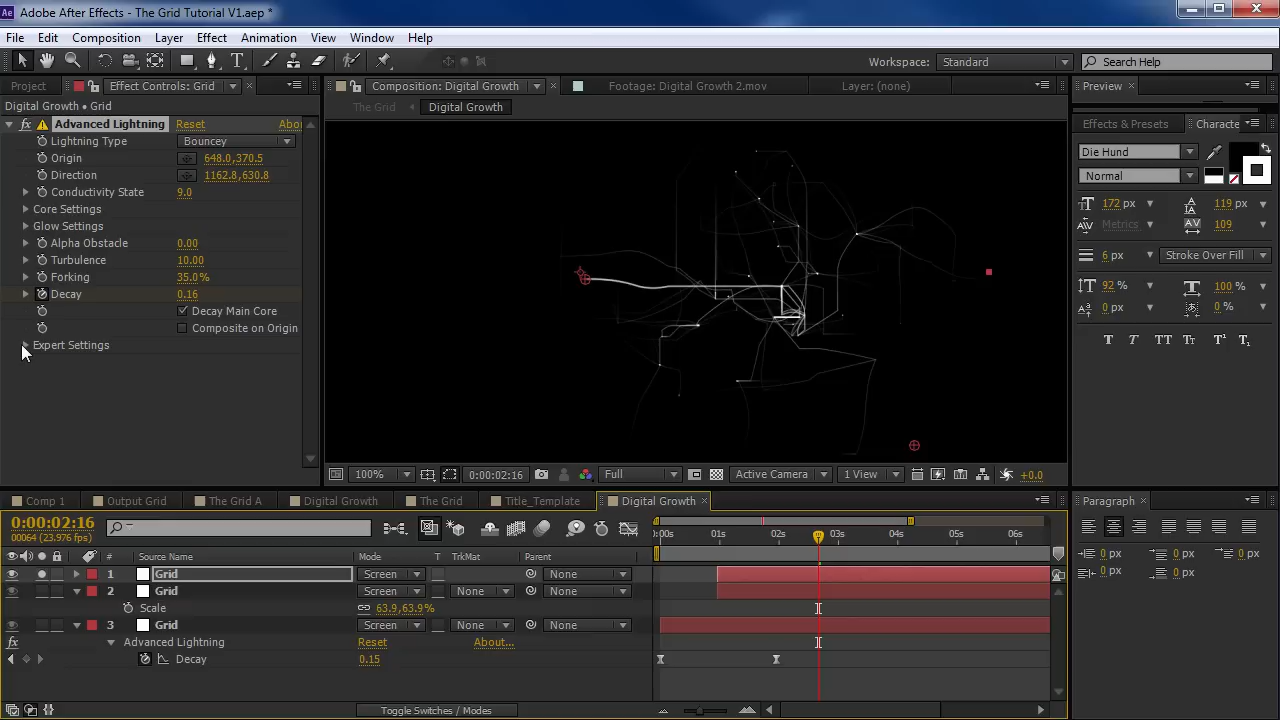 Adobe After Effects - The Grid Tutorial V1.aep *
File Edit Composition Layer Effect Animation View Window Help
Workspace: Standard Search Help
Project Effect Controls: Grid Composition: Digital Growth Footage: Digital Growth 2.mov Layer: (none) Preview
Digital Growth • Grid The Grid Digital Growth
fx Advanced Lightning Reset Abo Effects & Presets Characte
Lightning Type Bouncey
Origin 648.0,370.5
Direction 1162.8,630.8
Conductivity State 9.0
Core Settings
Glow Settings
Alpha Obstacle 0.00
Turbulence 10.00
Forking 35.0%
Decay 0.16
Decay Main Core
Composite on Origin
Expert Settings
Die Hund
Normal
172 px 119 px
Metrics 109
6 px Stroke Over Fill
92 % 100 %
0 px 0 %
T T TT Tt T¹ T₁
100% 0:00:02:16 Full Active Camera 1 View +0.0
Comp 1 Output Grid The Grid A Digital Growth The Grid Title_Template Digital Growth Paragraph
0:00:02:16
00064 (23.976 fps)
:00s 01s 02s 03s 04s 05s 06s
# Source Name Mode T TrkMat Parent
1 Grid Screen None
2 Grid Screen None None
Scale 63.9,63.9%
3 Grid Screen None None
fx Advanced Lightning Reset About...
Decay 0.15
0 px 0 px 0 px
0 px 0 px
Toggle Switches / Modes